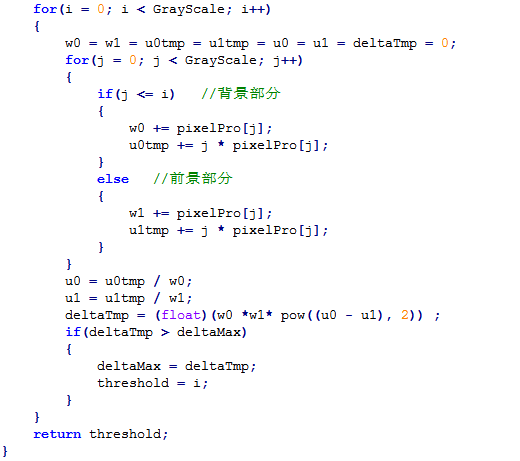 for(i = 0; i < GrayScale; i++)
{
w0 = w1 = u0tmp = u1tmp = u0 = u1 = deltaTmp = 0;
for(j = 0; j < GrayScale; j++)
{
if(j <= i)   //背景部分
{
w0 += pixelPro[j];
u0tmp += j * pixelPro[j];
}
else   //前景部分
{
w1 += pixelPro[j];
u1tmp += j * pixelPro[j];
}
}
u0 = u0tmp / w0;
u1 = u1tmp / w1;
deltaTmp = (float)(w0 *w1* pow((u0 - u1), 2)) ;
if(deltaTmp > deltaMax)
{
deltaMax = deltaTmp;
threshold = i;
}
}
return threshold;
}